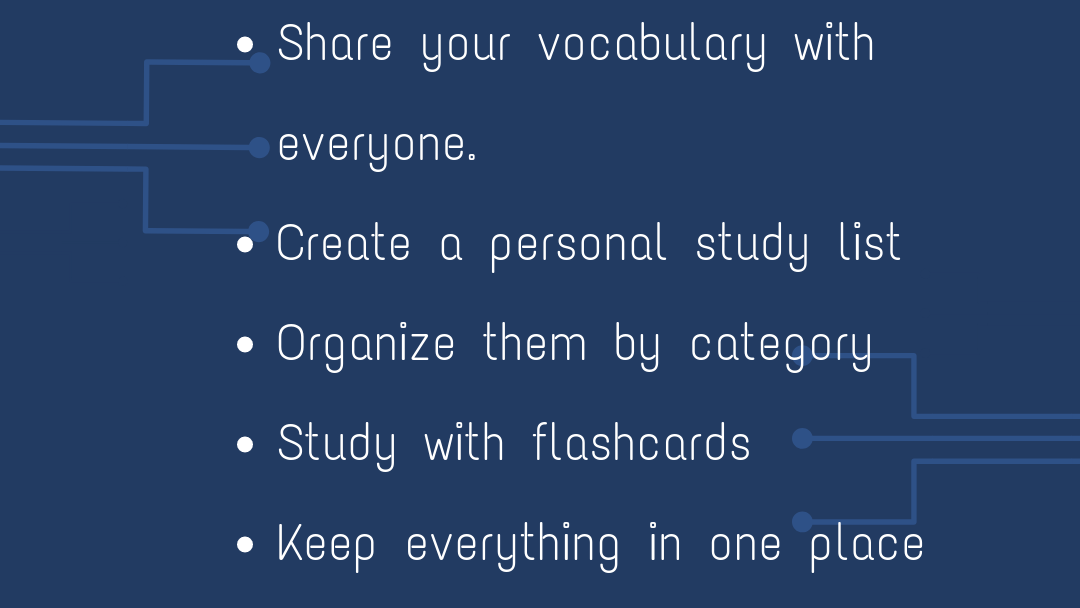 • Share your vocabulary with
everyone.
• Create a personal study list
• Organize them by category
• Study with flashcards
• Keep everything in one place